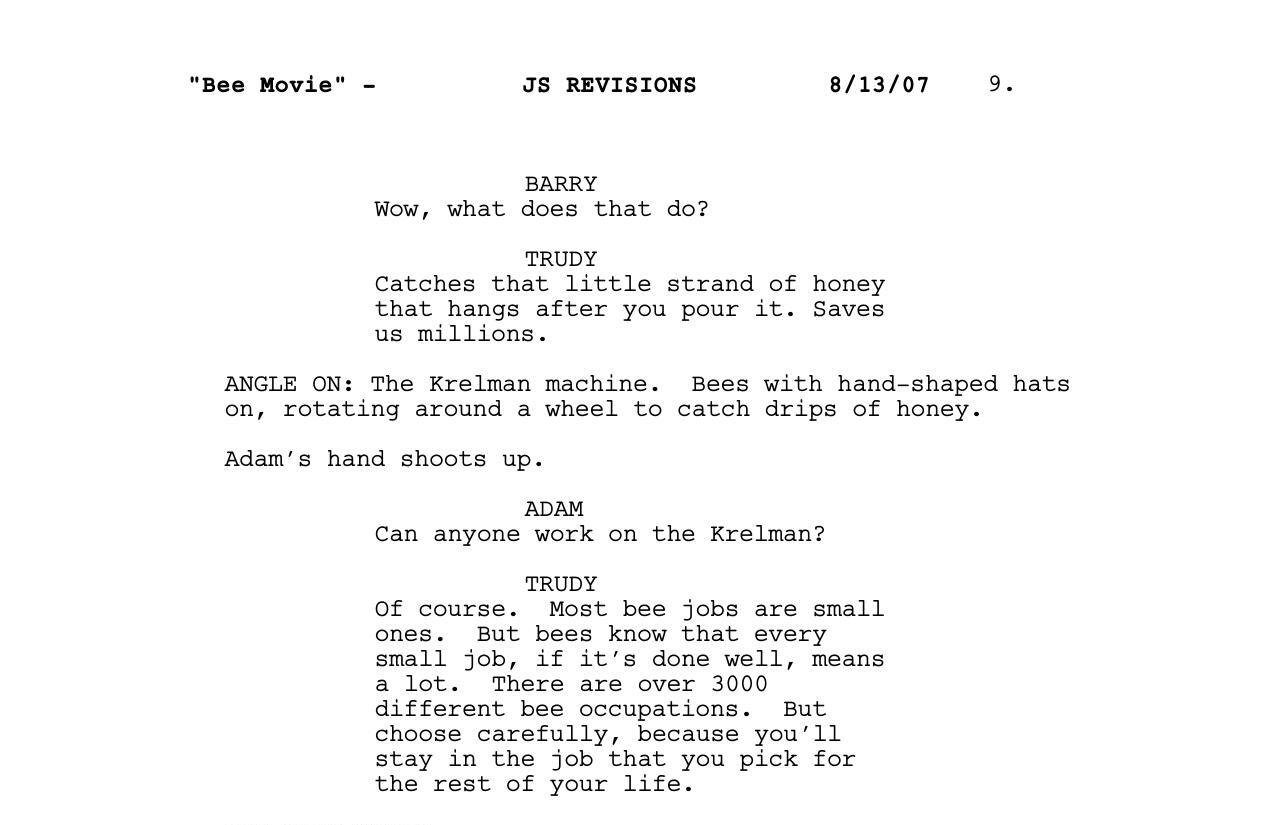 "Bee Movie" - JS REVISIONS 8/13/07 9.
BARRY
Wow, what does that do?
TRUDY
Catches that little strand of honey
that hangs after you pour it. Saves
us millions.
ANGLE ON: The Krelman machine.  Bees with hand-shaped hats
on, rotating around a wheel to catch drips of honey.
Adam's hand shoots up.
ADAM
Can anyone work on the Krelman?
TRUDY
Of course.  Most bee jobs are small
ones.  But bees know that every
small job, if it's done well, means
a lot.  There are over 3000
different bee occupations.  But
choose carefully, because you'll
stay in the job that you pick for
the rest of your life.